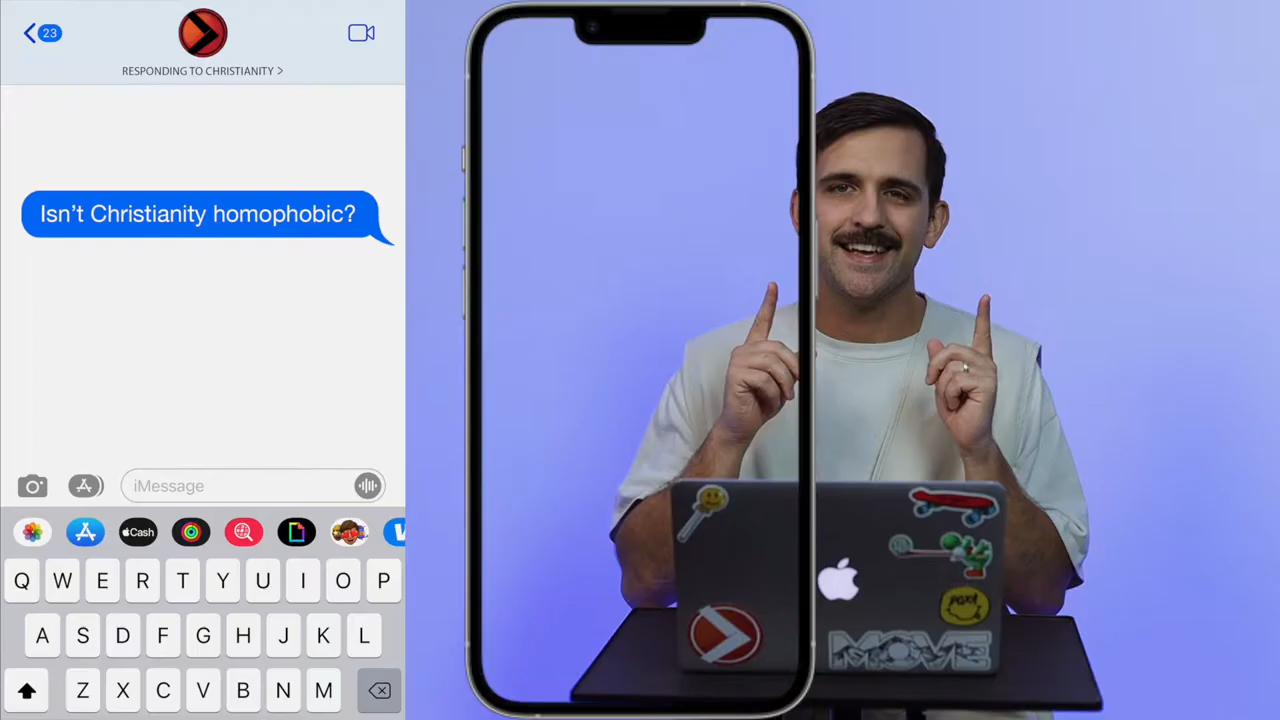 23
RESPONDING TO CHRISTIANITY >
Isn't Christianity homophobic?
iMessage
Cash
Q W E R T Y U I O P
A S D F G H J K L
Z X C V B N M
MOVE